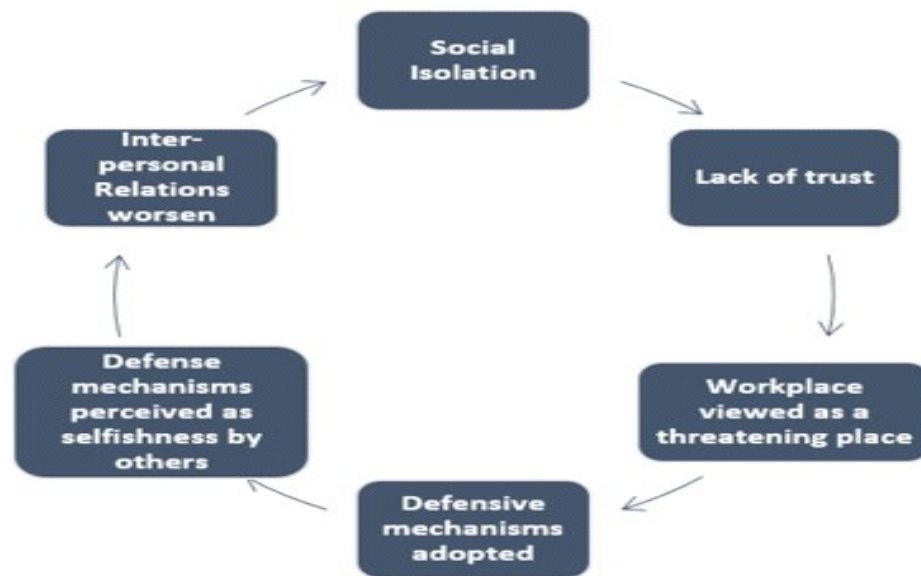 Social
Isolation
Lack of trust
Workplace
viewed as a
threatening place
Defensive
mechanisms
adopted
Defense
mechanisms
perceived as
selfishness by
others
Inter-
personal
Relations
worsen